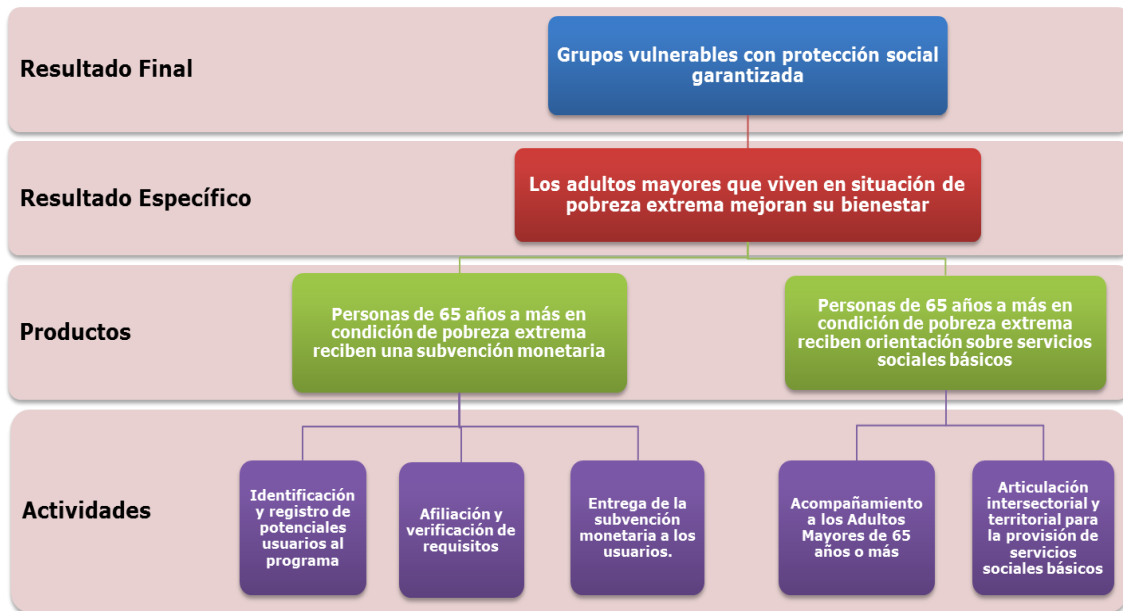 Resultado Final
Grupos vulnerables con protección social
garantizada
Resultado Específico
Los adultos mayores que viven en situación de
pobreza extrema mejoran su bienestar
Productos
Personas de 65 años a más en
condición de pobreza extrema
reciben una subvención monetaria
Personas de 65 años a más en
condición de pobreza extrema
reciben orientación sobre servicios
sociales básicos
Actividades
Identificación
y registro de
potenciales
usuarios al
programa
Afiliación y
verificación de
requisitos
Entrega de la
subvención
monetaria a los
usuarios.
Acompañamiento
a los Adultos
Mayores de 65
años o más
Articulación
intersectorial y
territorial para
la provisión de
servicios
sociales básicos